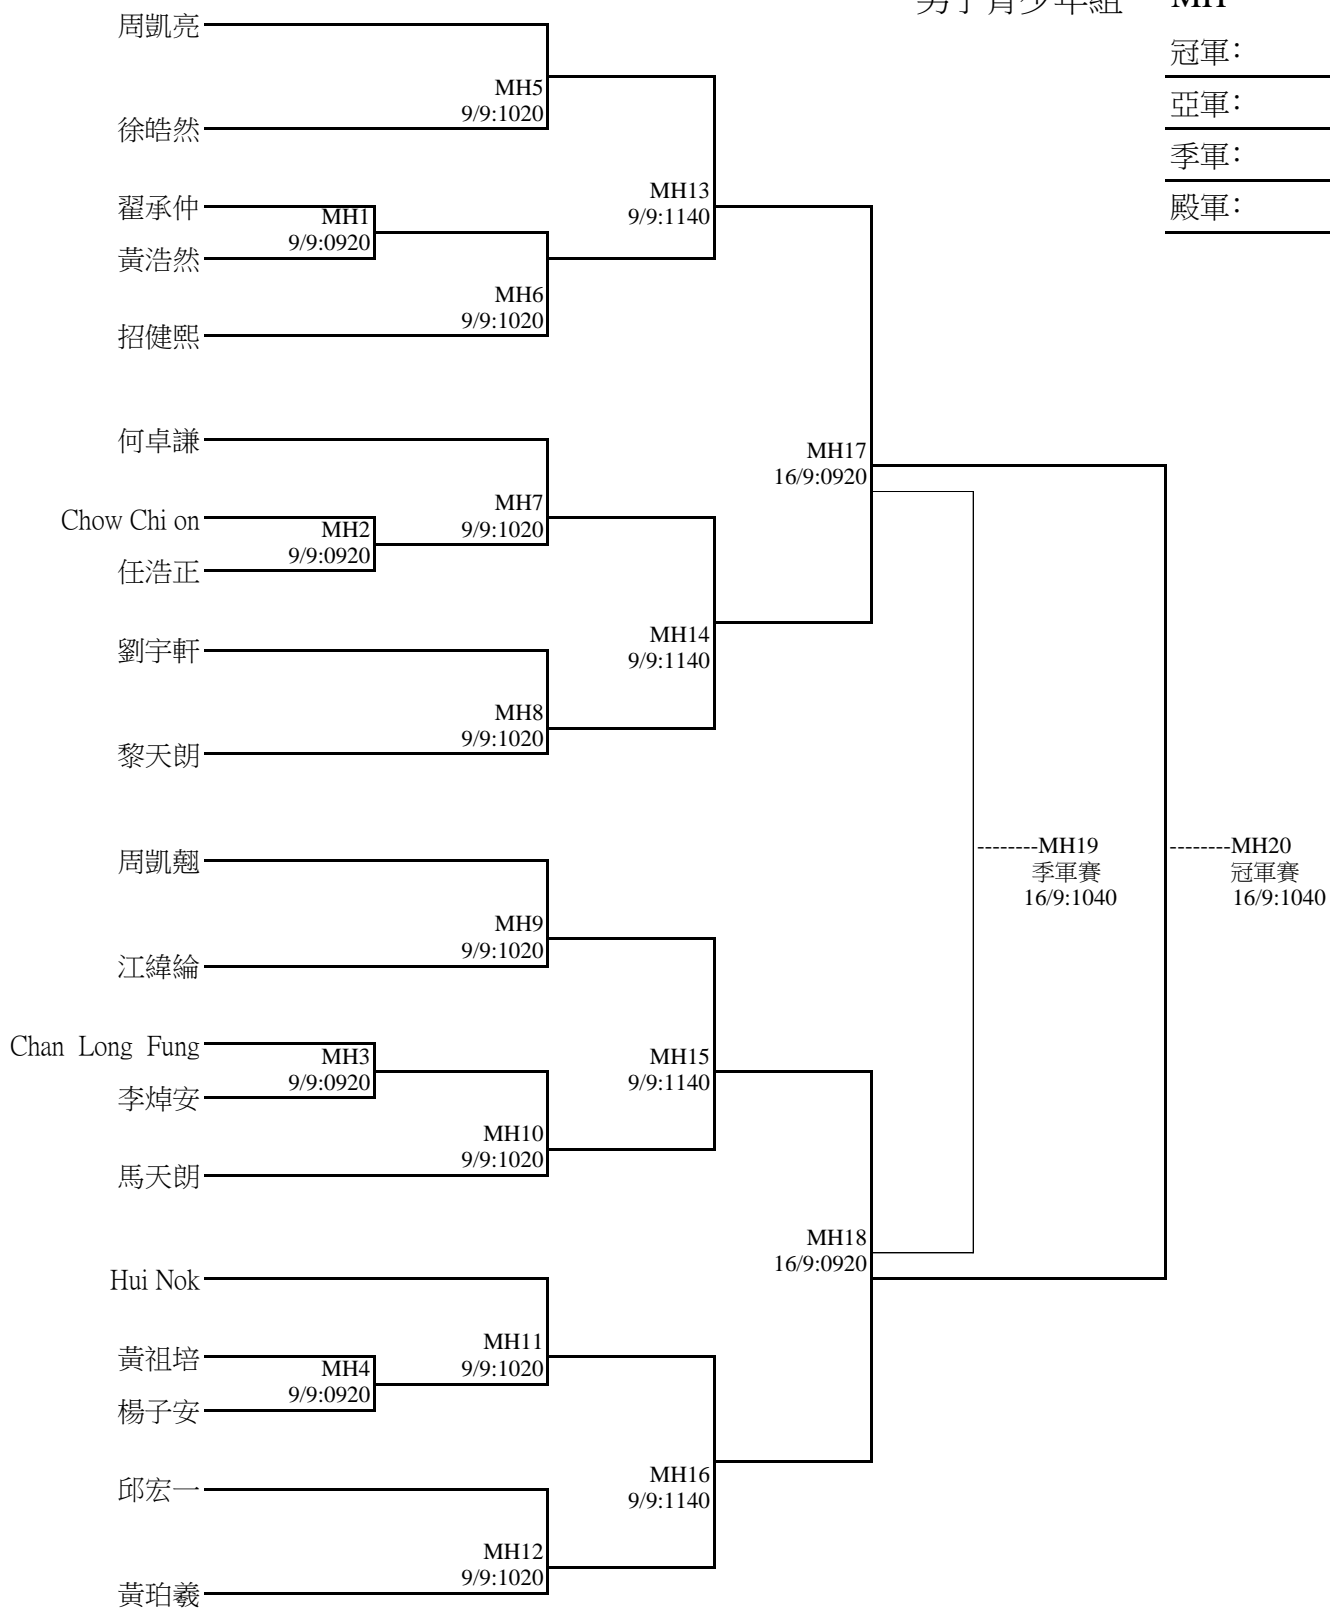 男子青少年組 MH
冠軍:
亞軍:
季軍:
殿軍:
周凱亮
MH5
9/9:1020
徐皓然
MH13
9/9:1140
翟承仲
MH1
9/9:0920
黃浩然
MH6
9/9:1020
招健熙
何卓謙
MH17
16/9:0920
MH7
9/9:1020
Chow Chi on
MH2
9/9:0920
任浩正
MH14
9/9:1140
劉宇軒
MH8
9/9:1020
黎天朗
周凱翹
MH19
季軍賽
16/9:1040
MH20
冠軍賽
16/9:1040
MH9
9/9:1020
江緯綸
Chan Long Fung
MH3
9/9:0920
MH15
9/9:1140
李焯安
MH10
9/9:1020
馬天朗
MH18
16/9:0920
Hui Nok
MH11
9/9:1020
黃祖培
MH4
9/9:0920
楊子安
MH16
9/9:1140
邱宏一
MH12
9/9:1020
黃珀羲